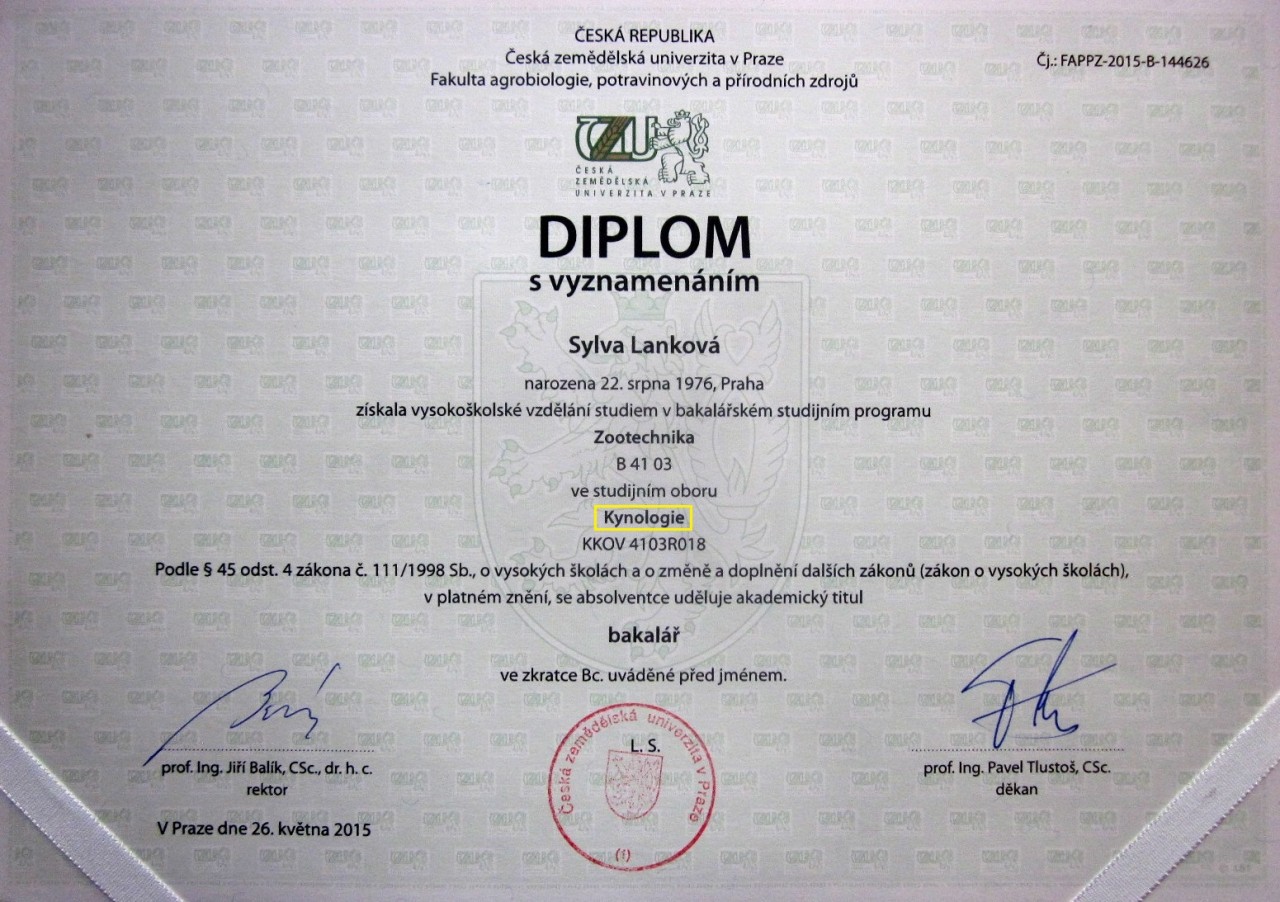 ČESKÁ REPUBLIKA
Česká zemědělská univerzita v Praze
Fakulta agrobiologie, potravinových a přírodních zdrojů
Čj.: FAPPZ-2015-B-144626
ČZU
ČESKÁ
ZEMĚDĚLSKÁ
UNIVERZITA V PRAZE
DIPLOM
s vyznamenáním
Sylva Lanková
narozena 22. srpna 1976, Praha
získala vysokoškolské vzdělání studiem v bakalářském studijním programu
Zootechnika
B 41 03
ve studijním oboru
Kynologie
KKOV 4103R018
Podle § 45 odst. 4 zákona č. 111/1998 Sb., o vysokých školách a o změně a doplnění dalších zákonů (zákon o vysokých školách),
v platném znění, se absolventce uděluje akademický titul
bakalář
ve zkratce Bc. uváděné před jménem.
prof. Ing. Jiří Balík, CSc., dr. h. c.
rektor
L. S.
Česká zemědělská univerzita v Praze
(1)
prof. Ing. Pavel Tlustoš, CSc.
děkan
V Praze dne 26. května 2015